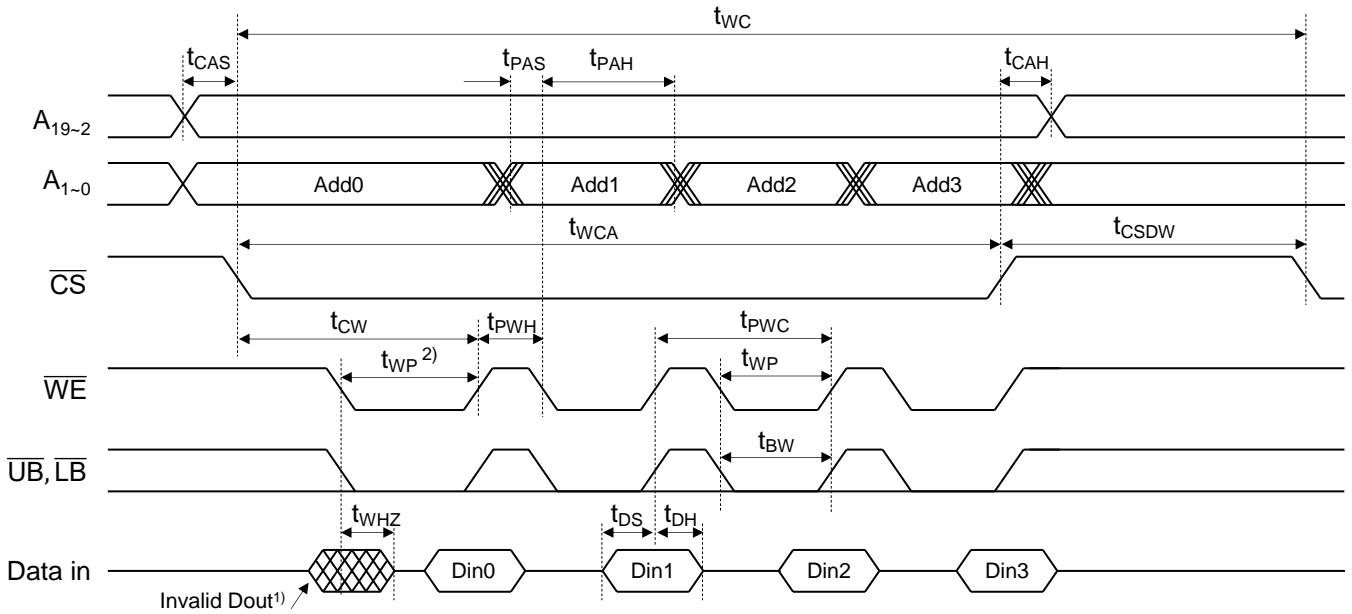 tWC
tCAS
tPAS
tPAH
tCAH
A19~2
A1~0
Add0
Add1
Add2
Add3
tWCA
tCSDW
CS
tCW
tPWH
tPWC
tWP 2)
tWP
WE
tBW
UB, LB
tWHZ
tDS
tDH
Data in
Din0
Din1
Din2
Din3
Invalid Dout1)